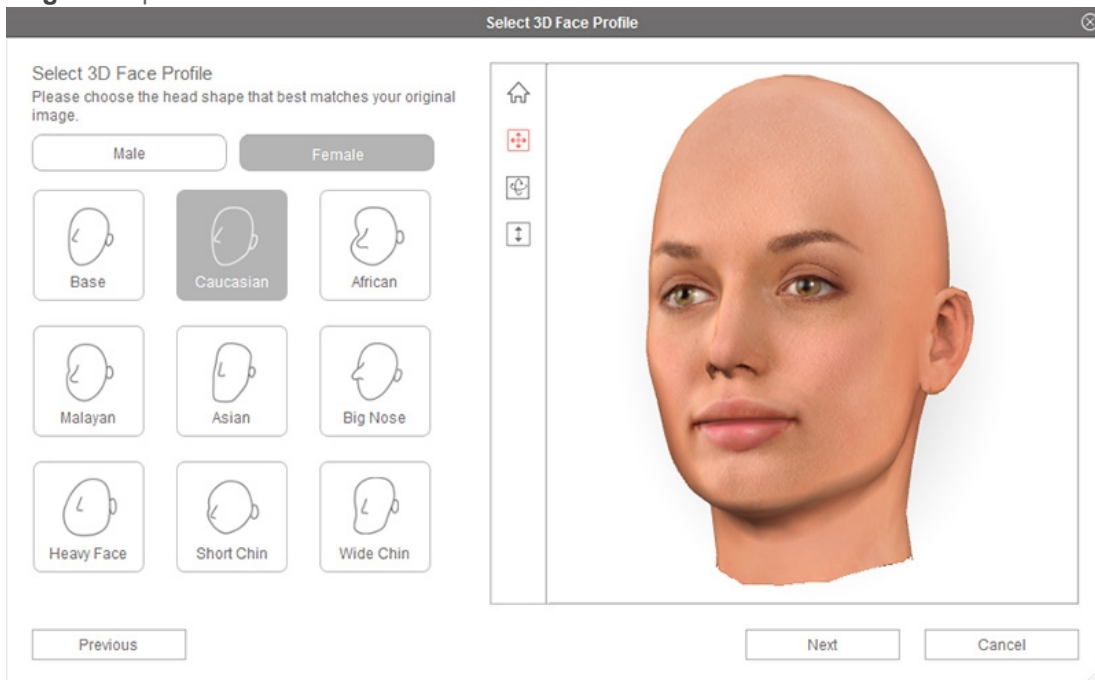 Select 3D Face Profile
Select 3D Face Profile
Please choose the head shape that best matches your original
image.
Male Female
Base Caucasian African
Malayan Asian Big Nose
Heavy Face Short Chin Wide Chin
Previous Next Cancel